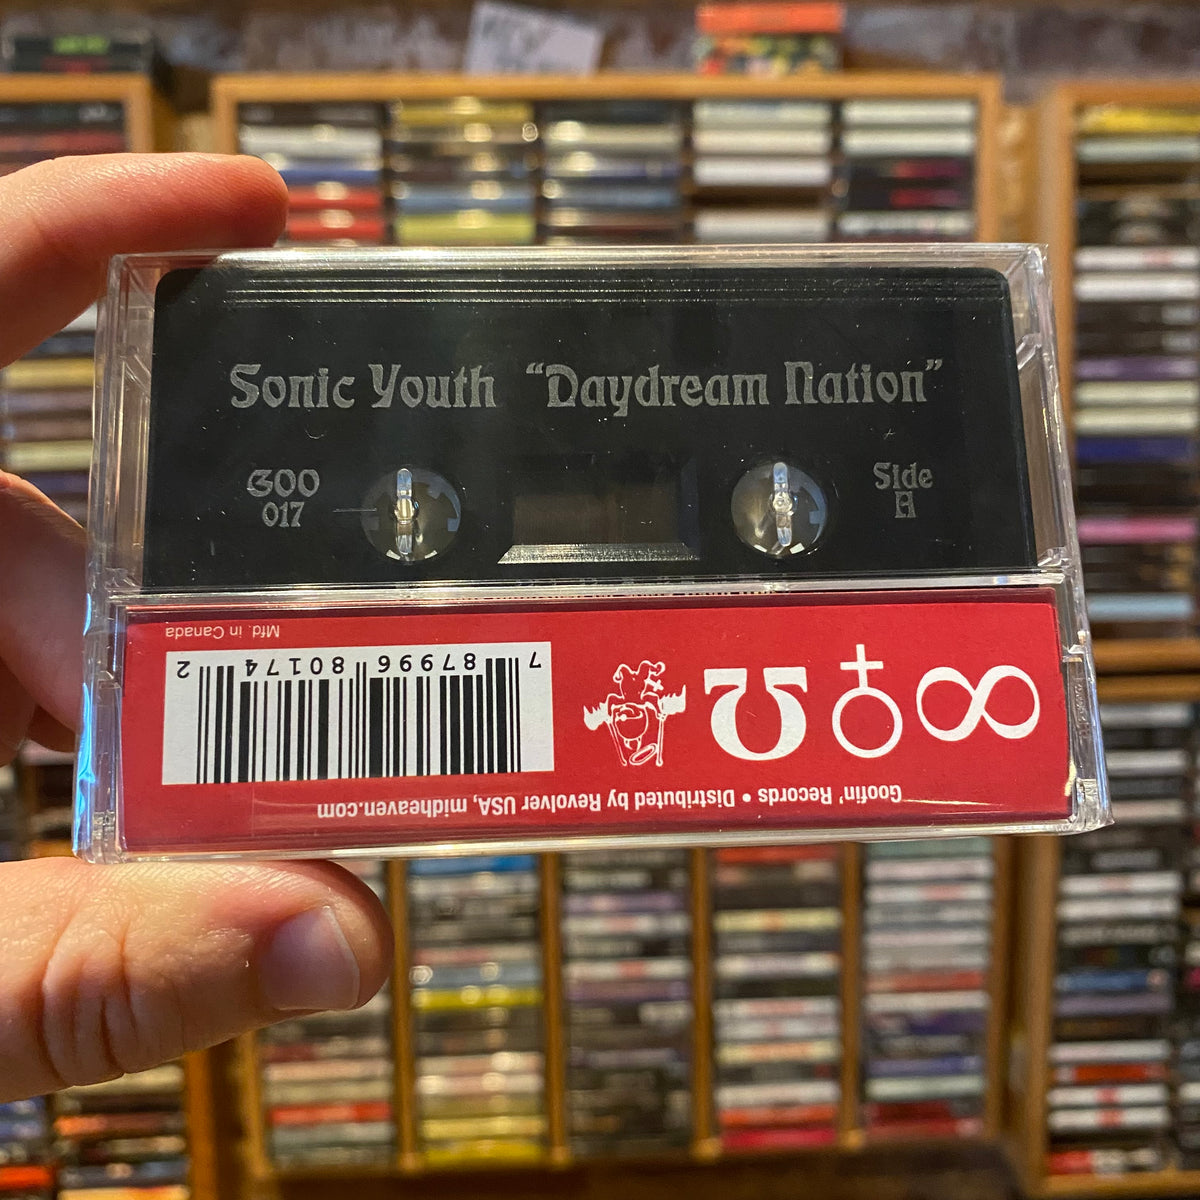 Sonic Youth "Daydream Nation"
GOO
017
Side
A
Mfd. in Canada
7 87996 80174 2
Goofin' Records • Distributed by Revolver USA, midheaven.com